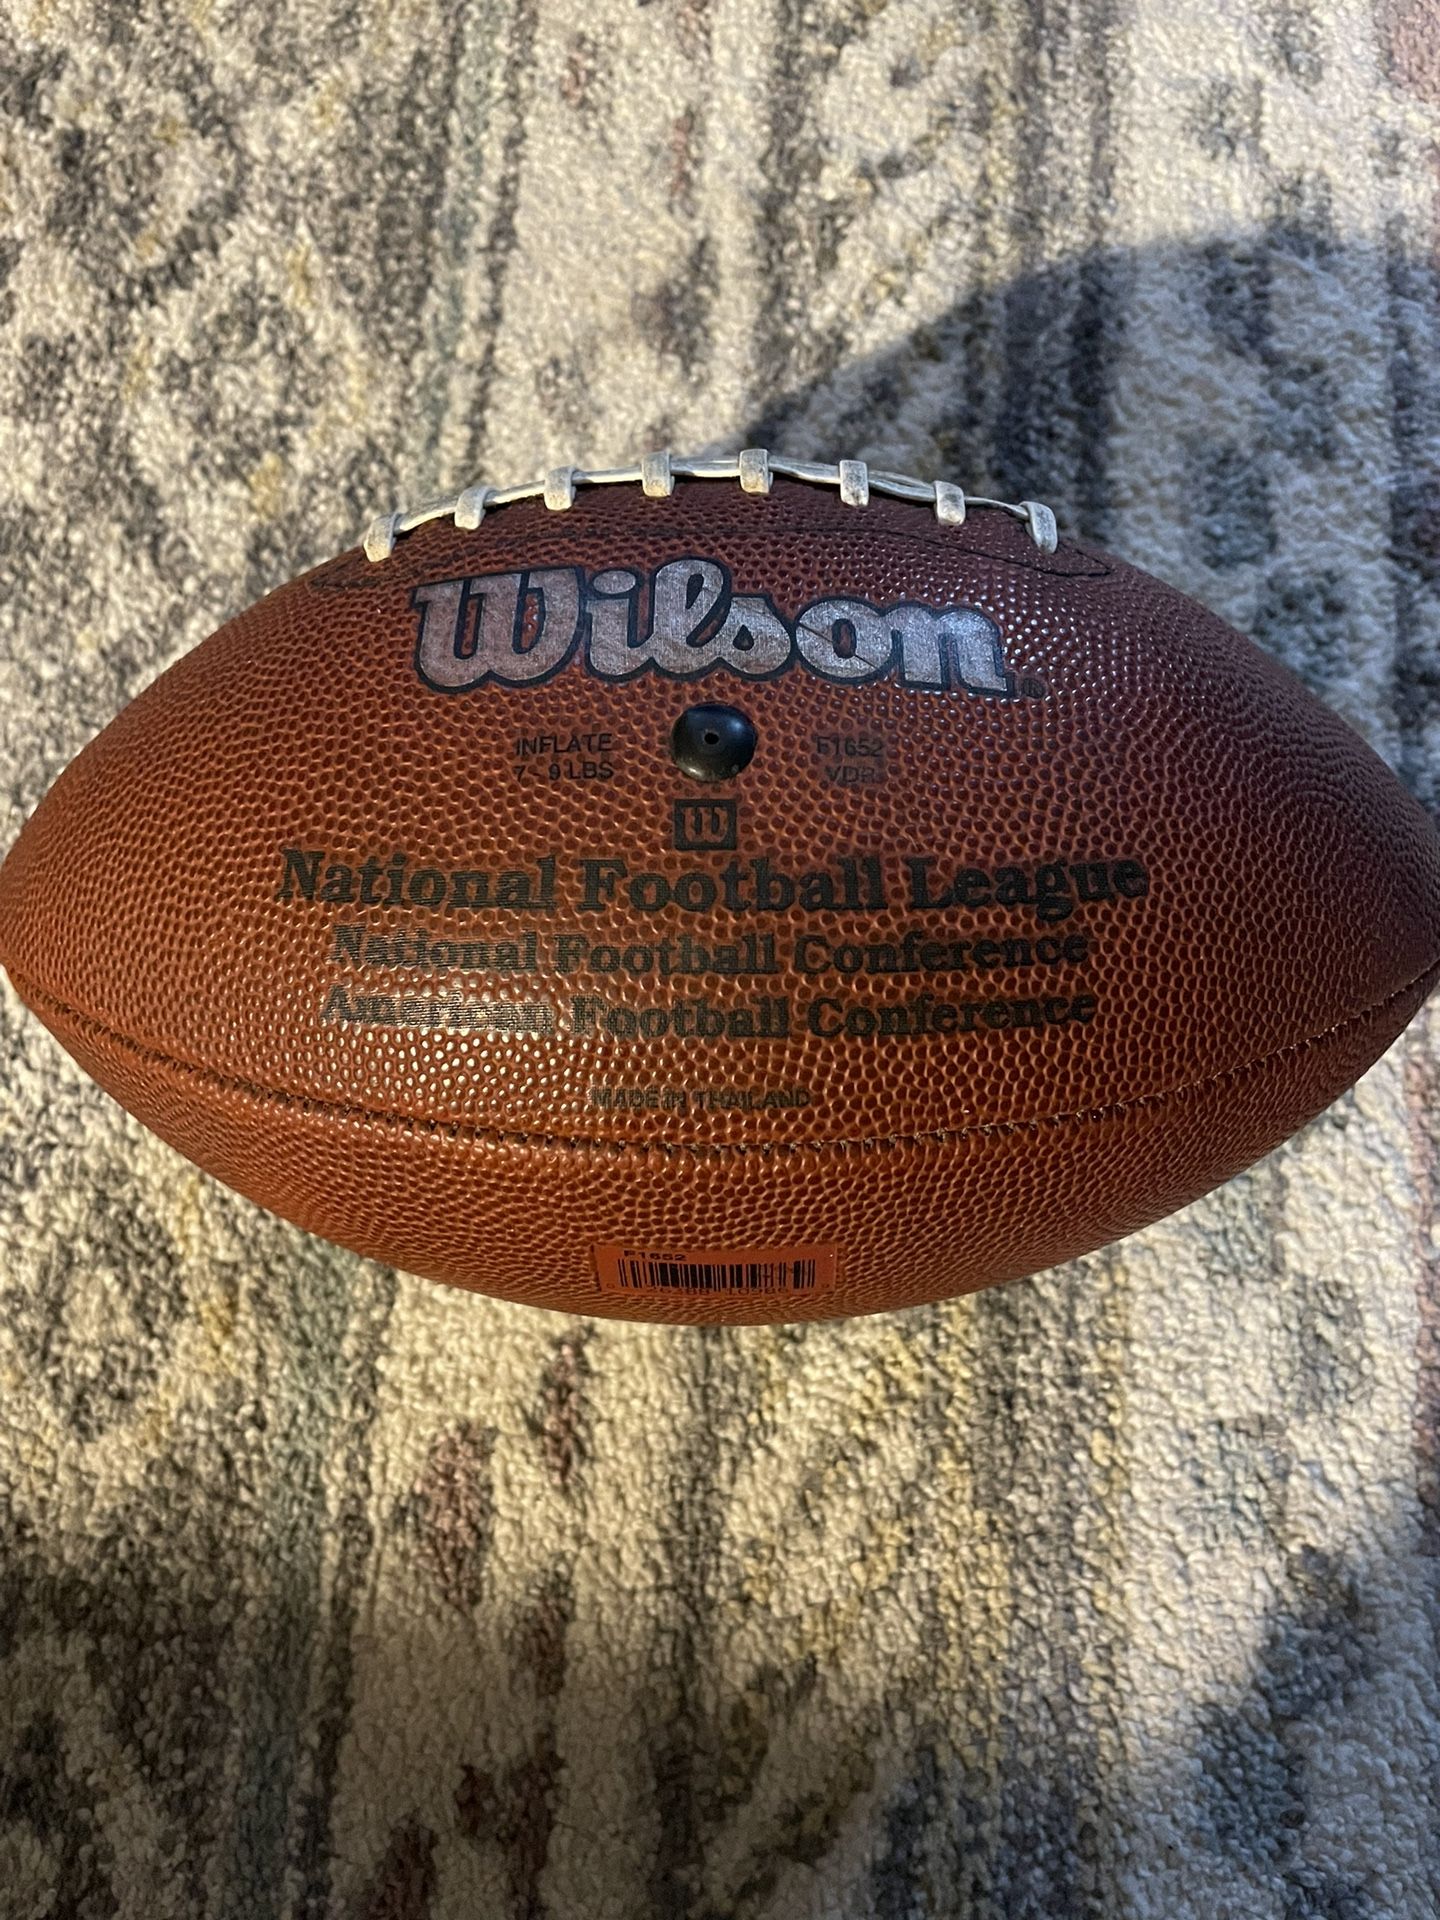 Wilson®
INFLATE
7-9 LBS
F1652
VDR
W
National Football League
National Football Conference
American Football Conference
MADE IN THAILAND
F1652